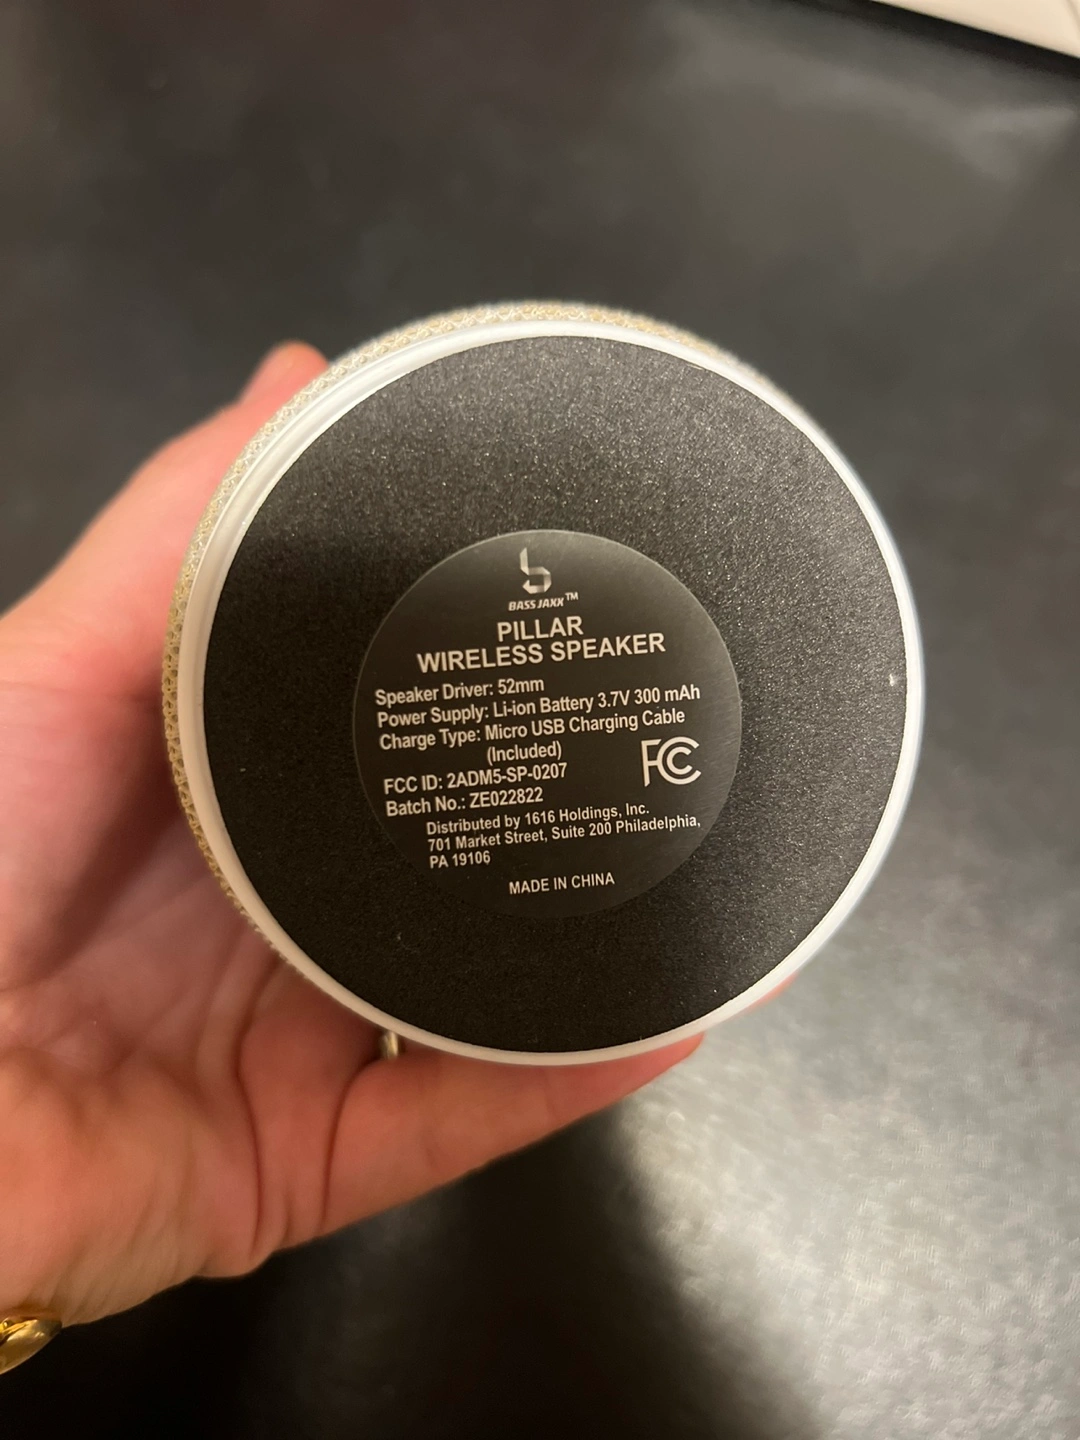 BASS JAXX™
PILLAR
WIRELESS SPEAKER
Speaker Driver: 52mm
Power Supply: Li-ion Battery 3.7V 300 mAh
Charge Type: Micro USB Charging Cable
(Included)
FC
FCC ID: 2ADM5-SP-0207
Batch No.: ZE022822
Distributed by 1616 Holdings, Inc.
701 Market Street, Suite 200 Philadelphia,
PA 19106
MADE IN CHINA